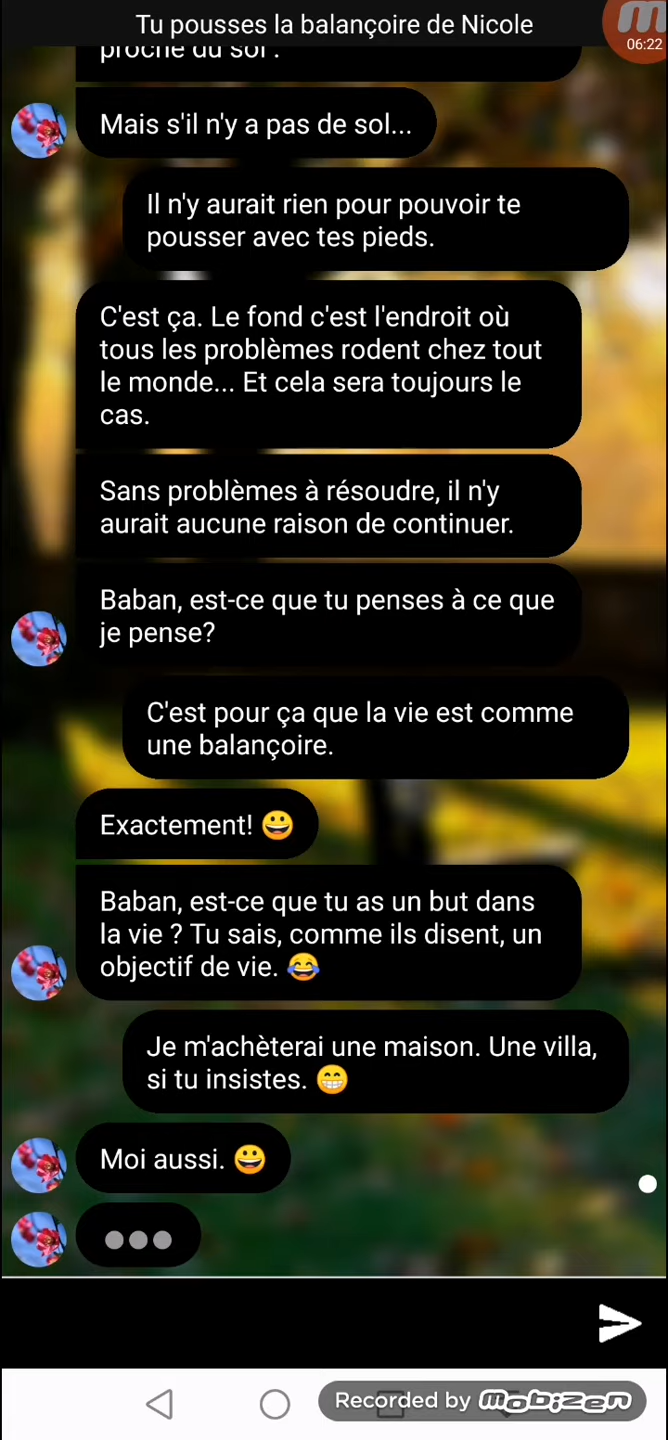 Tu pousses la balançoire de Nicole
06:22
proche du sol .
Mais s'il n'y a pas de sol...
Il n'y aurait rien pour pouvoir te
pousser avec tes pieds.
C'est ça. Le fond c'est l'endroit où
tous les problèmes rodent chez tout
le monde... Et cela sera toujours le
cas.
Sans problèmes à résoudre, il n'y
aurait aucune raison de continuer.
Baban, est-ce que tu penses à ce que
je pense?
C'est pour ça que la vie est comme
une balançoire.
Exactement! 😀
Baban, est-ce que tu as un but dans
la vie ? Tu sais, comme ils disent, un
objectif de vie. 😂
Je m'achèterai une maison. Une villa,
si tu insistes. 😁
Moi aussi. 😀
Recorded by mobizen